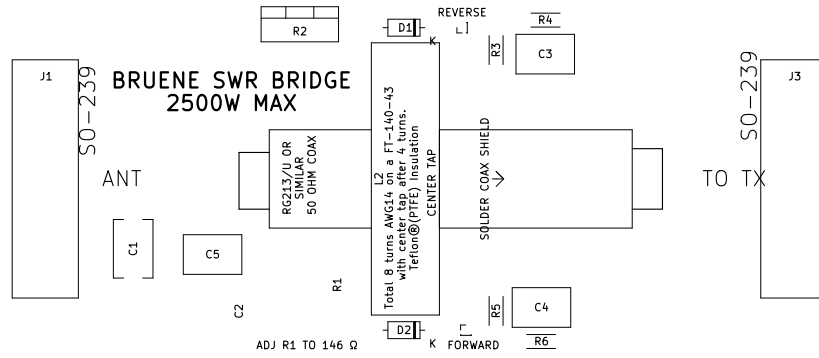 REVERSE
D1
K
R4
R2
R3
C3
J1
SO-239
BRUENE SWR BRIDGE
2500W MAX
J3
SO-239
RG213/U OR
SIMILAR
50 OHM COAX
L2
Total 8 turns AWG14 on a FT-140-43
with center tap after 4 turns.
Teflon®(PTFE) Insulation
CENTER TAP
SOLDER COAX SHIELD
→
ANT
TO TX
C1
C5
R1
C2
R5
C4
D2
K
FORWARD
R6
ADJ R1 TO 146 Ω